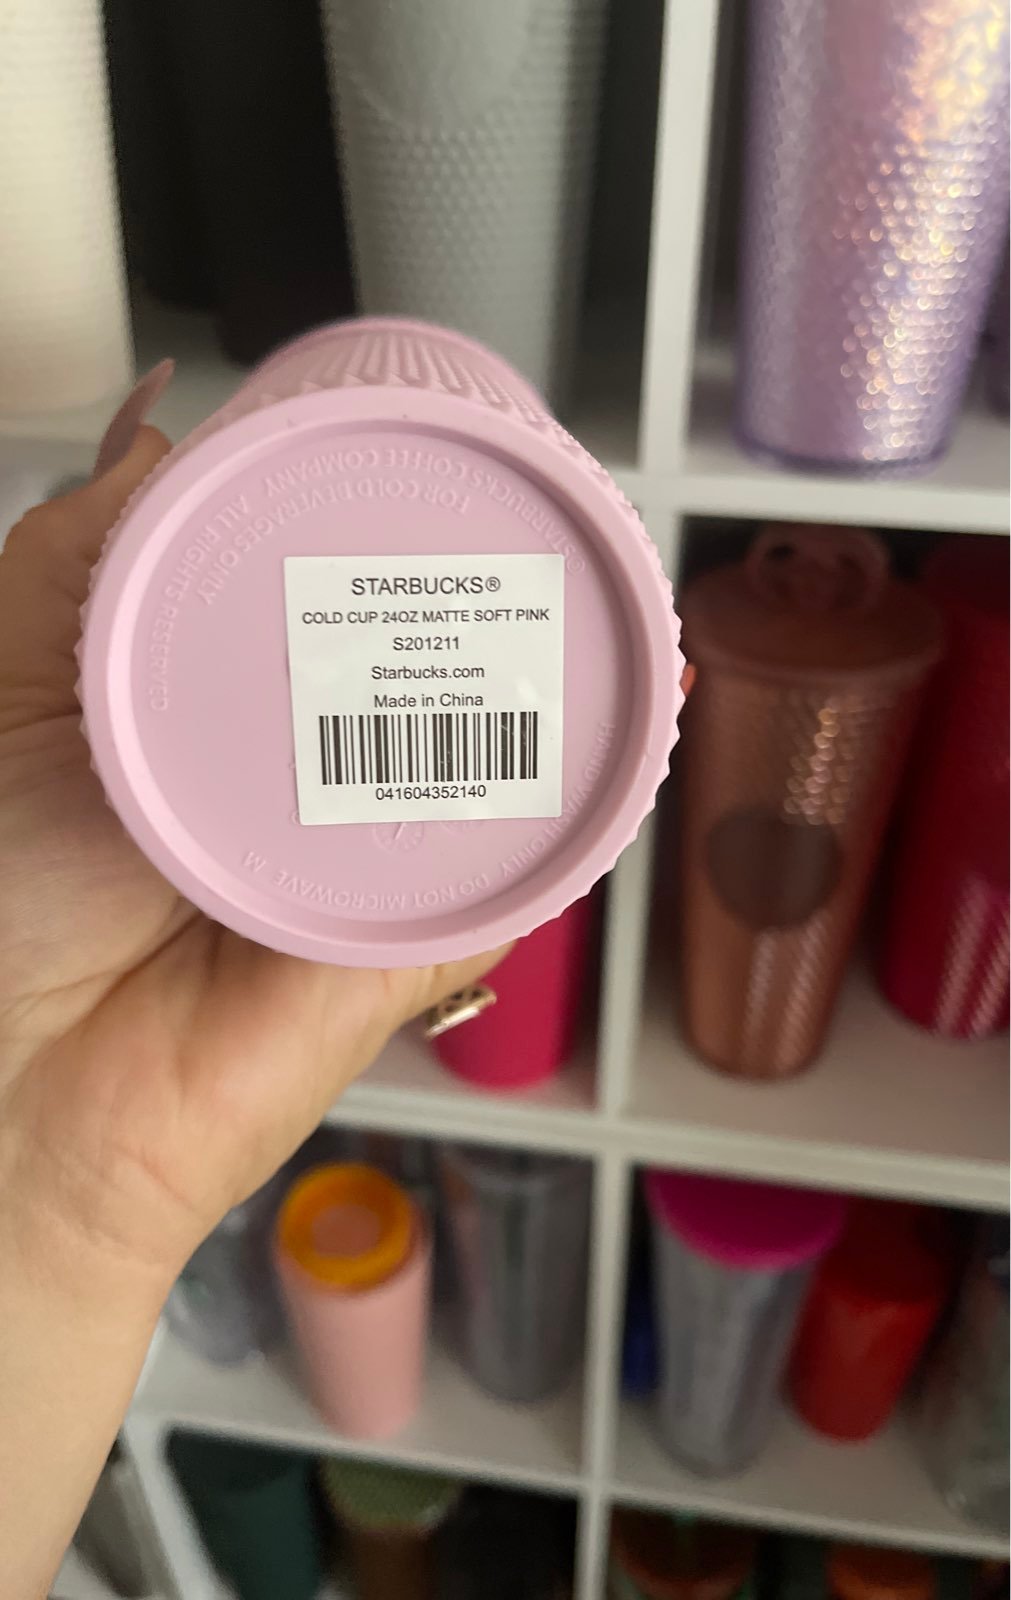 STARBUCKS®
COLD CUP 24OZ MATTE SOFT PINK
S201211
Starbucks.com
Made in China
041604352140
©STARBUCKS COFFEE COMPANY ALL RIGHTS RESERVED
FOR COLD BEVERAGES ONLY
HAND WASH ONLY DO NOT MICROWAVE